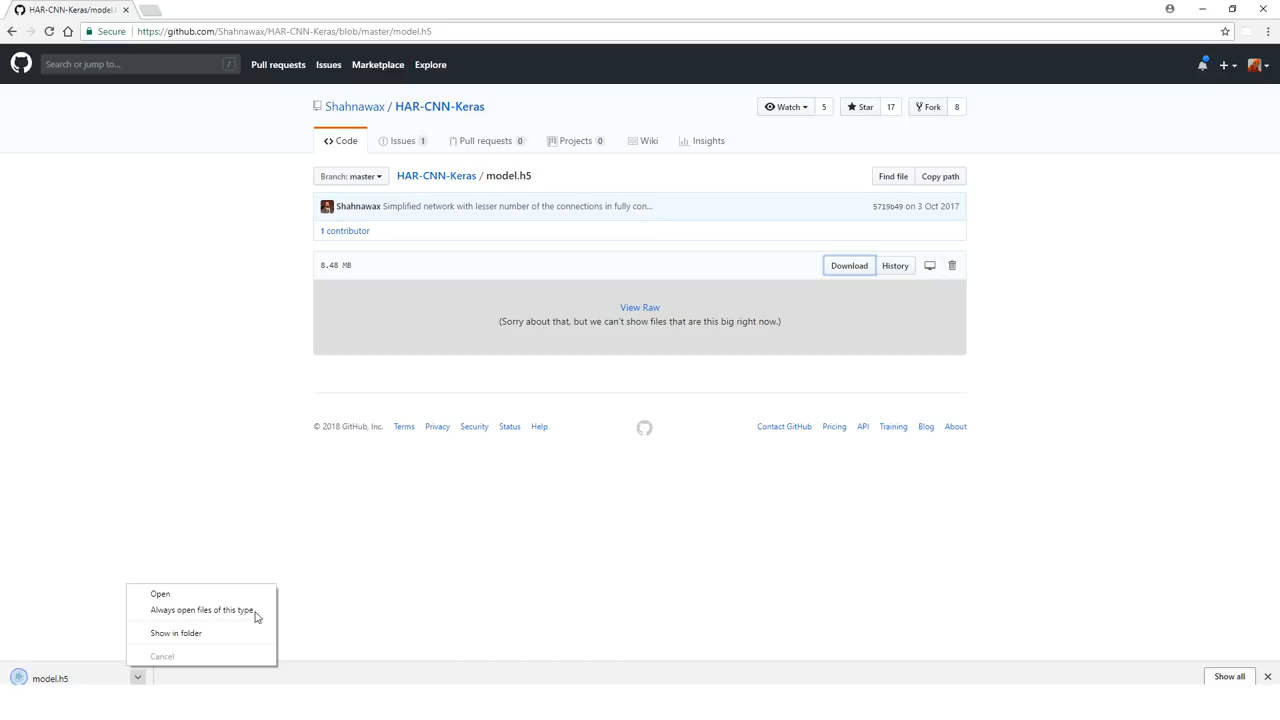 HAR-CNN-Keras/model.
Secure https://github.com/Shahnawax/HAR-CNN-Keras/blob/master/model.h5
Search or jump to... / Pull requests Issues Marketplace Explore
Shahnawax / HAR-CNN-Keras Watch 5 Star 17 Fork 8
Code Issues 1 Pull requests 0 Projects 0 Wiki Insights
Branch: master HAR-CNN-Keras / model.h5 Find file Copy path
Shahnawax Simplified network with lesser number of the connections in fully con... 5719b49 on 3 Oct 2017
1 contributor
8.48 MB Download History
View Raw
(Sorry about that, but we can't show files that are this big right now.)
© 2018 GitHub, Inc. Terms Privacy Security Status Help Contact GitHub Pricing API Training Blog About
Open
Always open files of this type
Show in folder
Cancel
model.h5 Show all